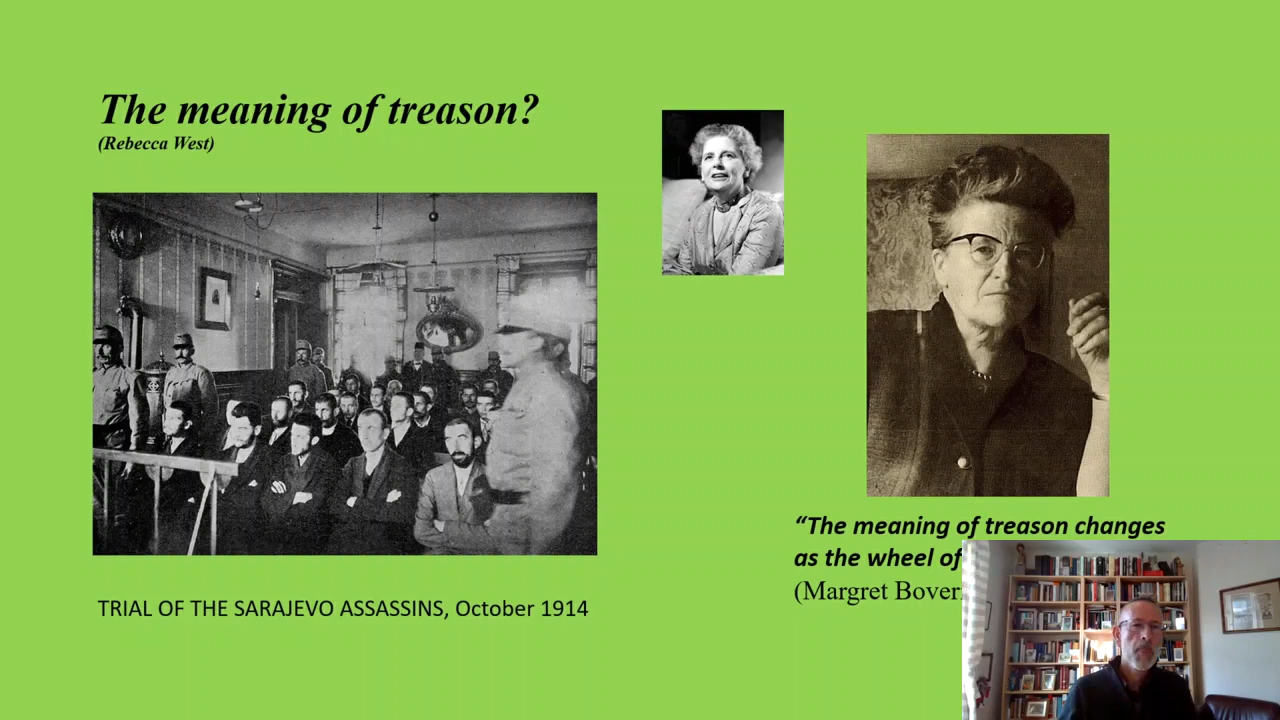 The meaning of treason?
(Rebecca West)
TRIAL OF THE SARAJEVO ASSASSINS, October 1914
“The meaning of treason changes
as the wheel of
(Margret Bover